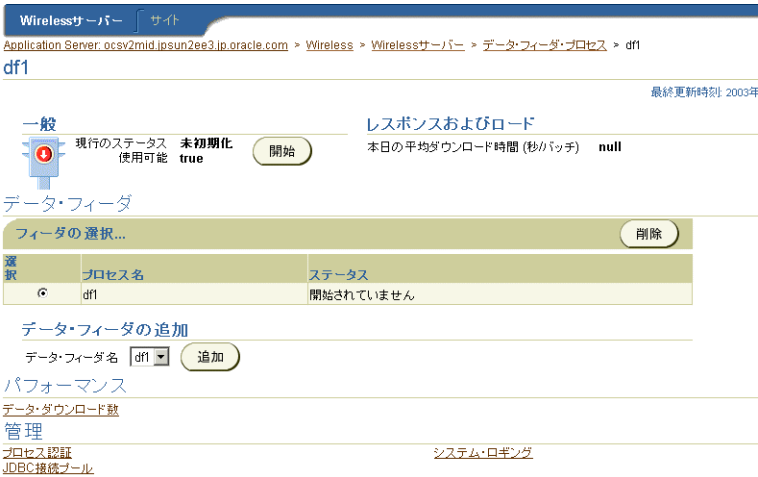 Wirelessサーバー サイト
Application Server: ocsv2mid.jpsun2ee3.jp.oracle.com > Wireless > Wirelessサーバー > データ・フィーダ・プロセス > df1
df1
最終更新時刻: 2003年
一般
現行のステータス 未初期化
使用可能 true
開始
レスポンスおよびロード
本日の平均ダウンロード時間 (秒/バッチ) null
データ・フィーダ
フィーダの選択...
削除
選択 プロセス名 ステータス
df1 開始されていません
データ・フィーダの追加
データ・フィーダ名 df1 追加
パフォーマンス
データ・ダウンロード数
管理
プロセス認証 システム・ロギング
JDBC接続プール